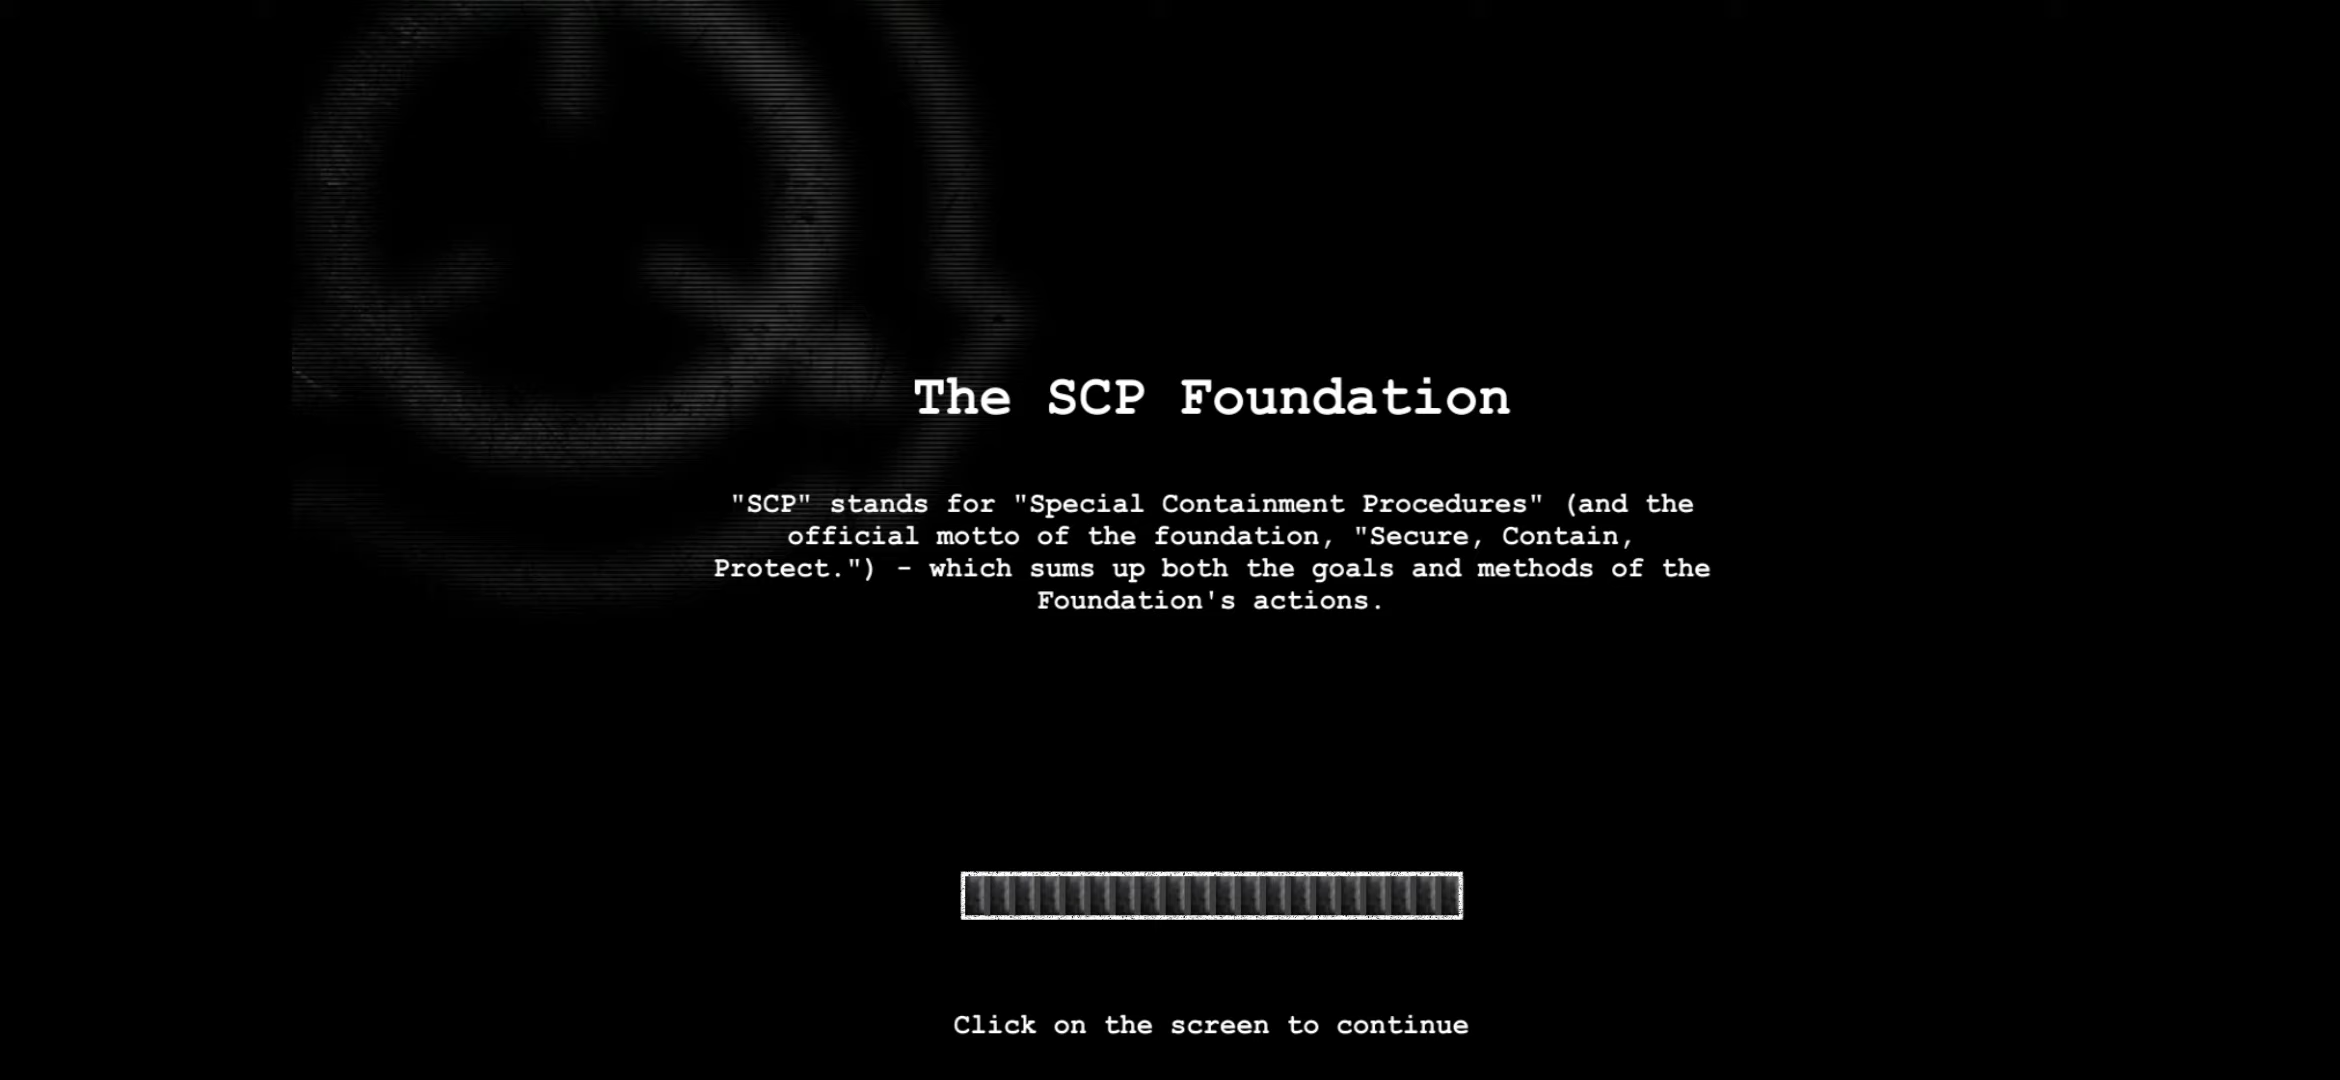 The SCP Foundation
"SCP" stands for "Special Containment Procedures" (and the
official motto of the foundation, "Secure, Contain,
Protect.") - which sums up both the goals and methods of the
Foundation's actions.
Click on the screen to continue